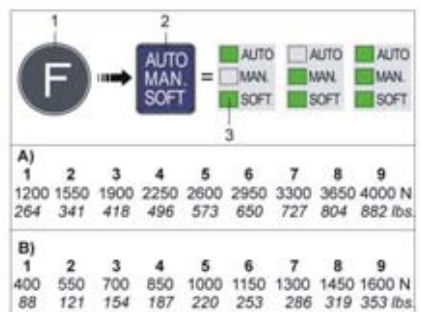 1 2
F AUTO MAN. SOFT = AUTO AUTO AUTO
MAN. MAN. MAN.
SOFT SOFT SOFT
3
A)
1 2 3 4 5 6 7 8 9
1200 1550 1900 2250 2600 2950 3300 3650 4000 N
264 341 418 496 573 650 727 804 882 lbs.
B)
1 2 3 4 5 6 7 8 9
400 550 700 850 1000 1150 1300 1450 1600 N
88 121 154 187 220 253 286 319 353 lbs.